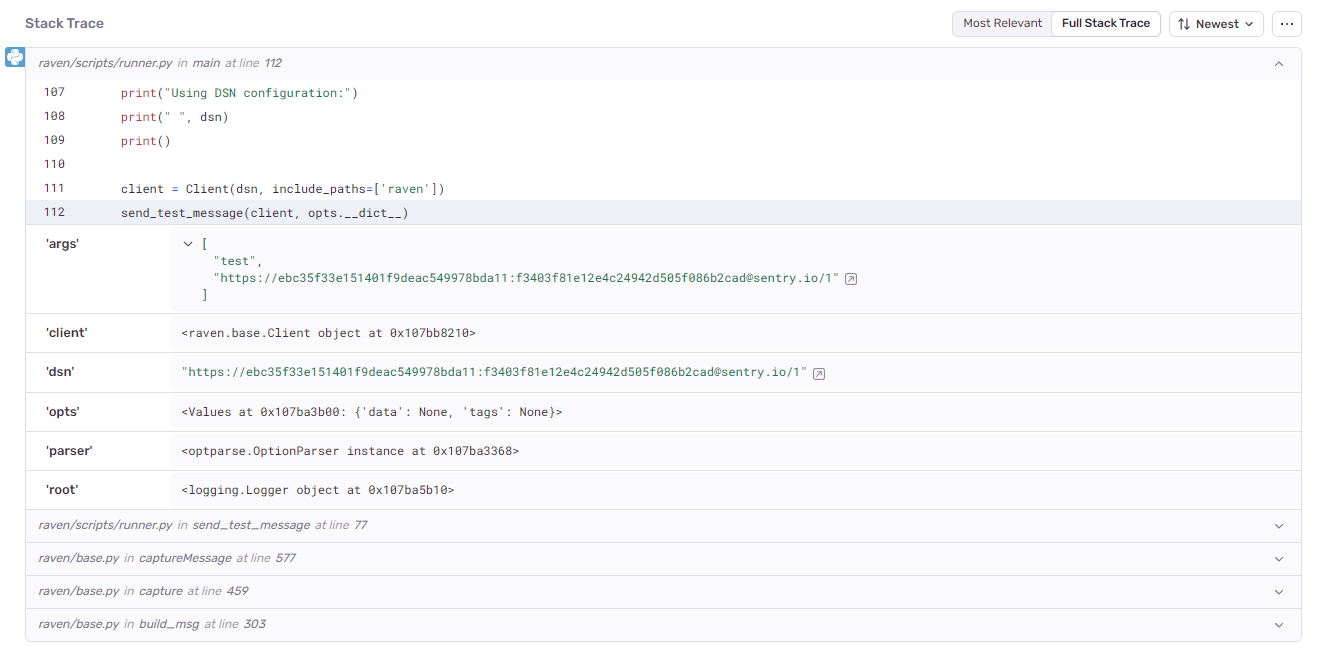 Stack Trace
Most Relevant Full Stack Trace Newest ...
raven/scripts/runner.py in main at line 112
107 print("Using DSN configuration:")
108 print(" ", dsn)
109 print()
110
111 client = Client(dsn, include_paths=['raven'])
112 send_test_message(client, opts.__dict__)
'args' [
"test",
"https://ebc35f33e151401f9deac549978bda11:f3403f81e12e4c24942d505f086b2cad@sentry.io/1"
]
'client' <raven.base.Client object at 0x107bb8210>
'dsn' "https://ebc35f33e151401f9deac549978bda11:f3403f81e12e4c24942d505f086b2cad@sentry.io/1"
'opts' <Values at 0x107ba3b00: {'data': None, 'tags': None}>
'parser' <optparse.OptionParser instance at 0x107ba3368>
'root' <logging.Logger object at 0x107ba5b10>
raven/scripts/runner.py in send_test_message at line 77
raven/base.py in captureMessage at line 577
raven/base.py in capture at line 459
raven/base.py in build_msg at line 303